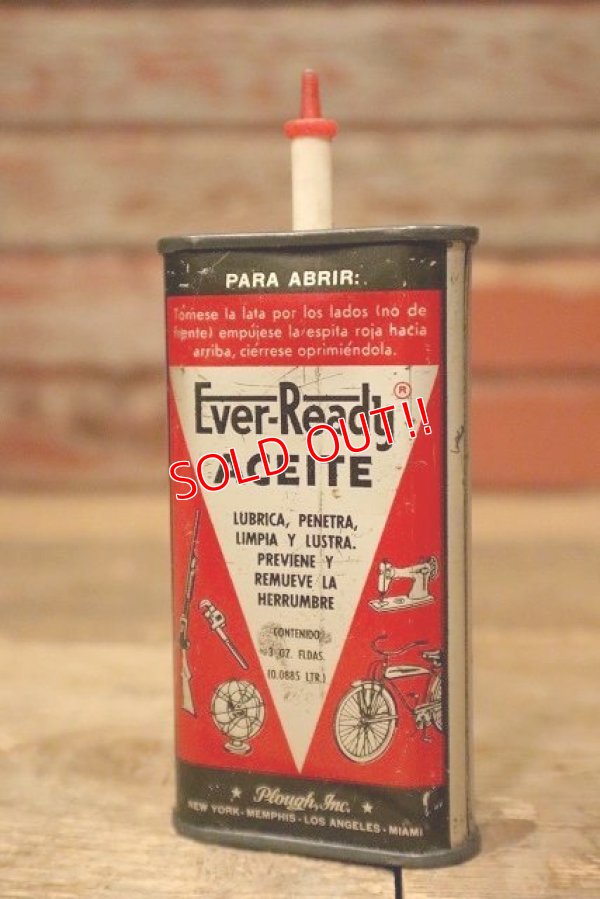 PARA ABRIR:
Tómese la lata por los lados (no de
frente) empújese la espita roja hacia
arriba, ciérrese oprimiéndola.
Ever-Ready ®
ACEITE
SOLD OUT!!
LUBRICA, PENETRA,
LIMPIA Y LUSTRA.
PREVIENE Y
REMUEVE LA
HERRUMBRE
CONTENIDO
3 OZ. FLDAS.
(0.0885 LTR.)
★ Plough, Inc. ★
NEW YORK - MEMPHIS - LOS ANGELES - MIAMI